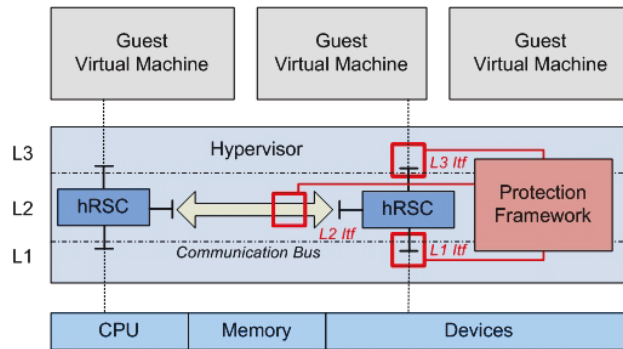 Guest
Virtual Machine
Guest
Virtual Machine
Guest
Virtual Machine
L3
Hypervisor
L3 Itf
L2
hRSC
hRSC
Protection
Framework
L2 Itf
L1
Communication Bus
L1 Itf
CPU
Memory
Devices